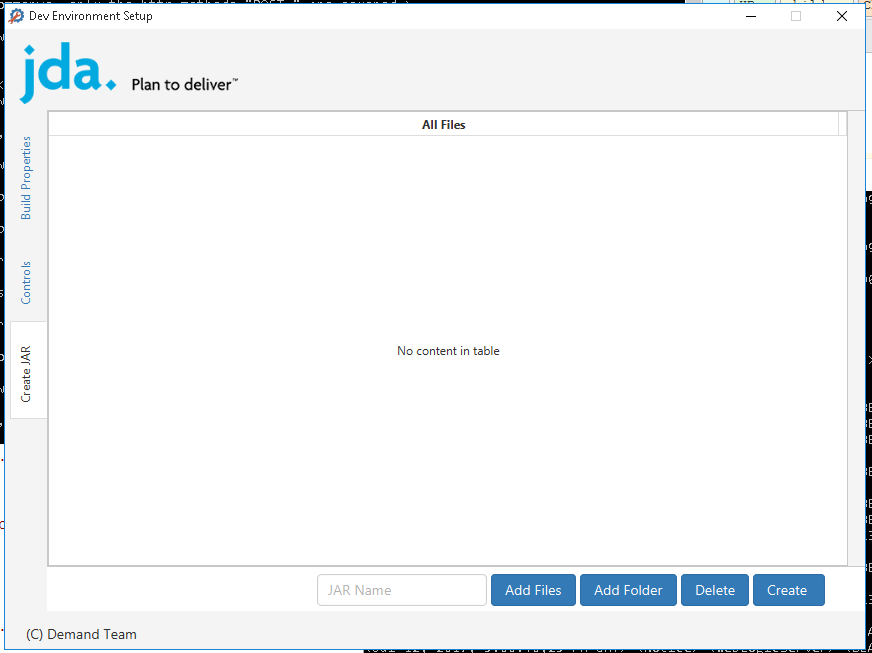 Dev Environment Setup
jda.
Plan to deliver™
All Files
Build Properties
Controls
Create JAR
No content in table
JAR Name
Add Files
Add Folder
Delete
Create
(C) Demand Team